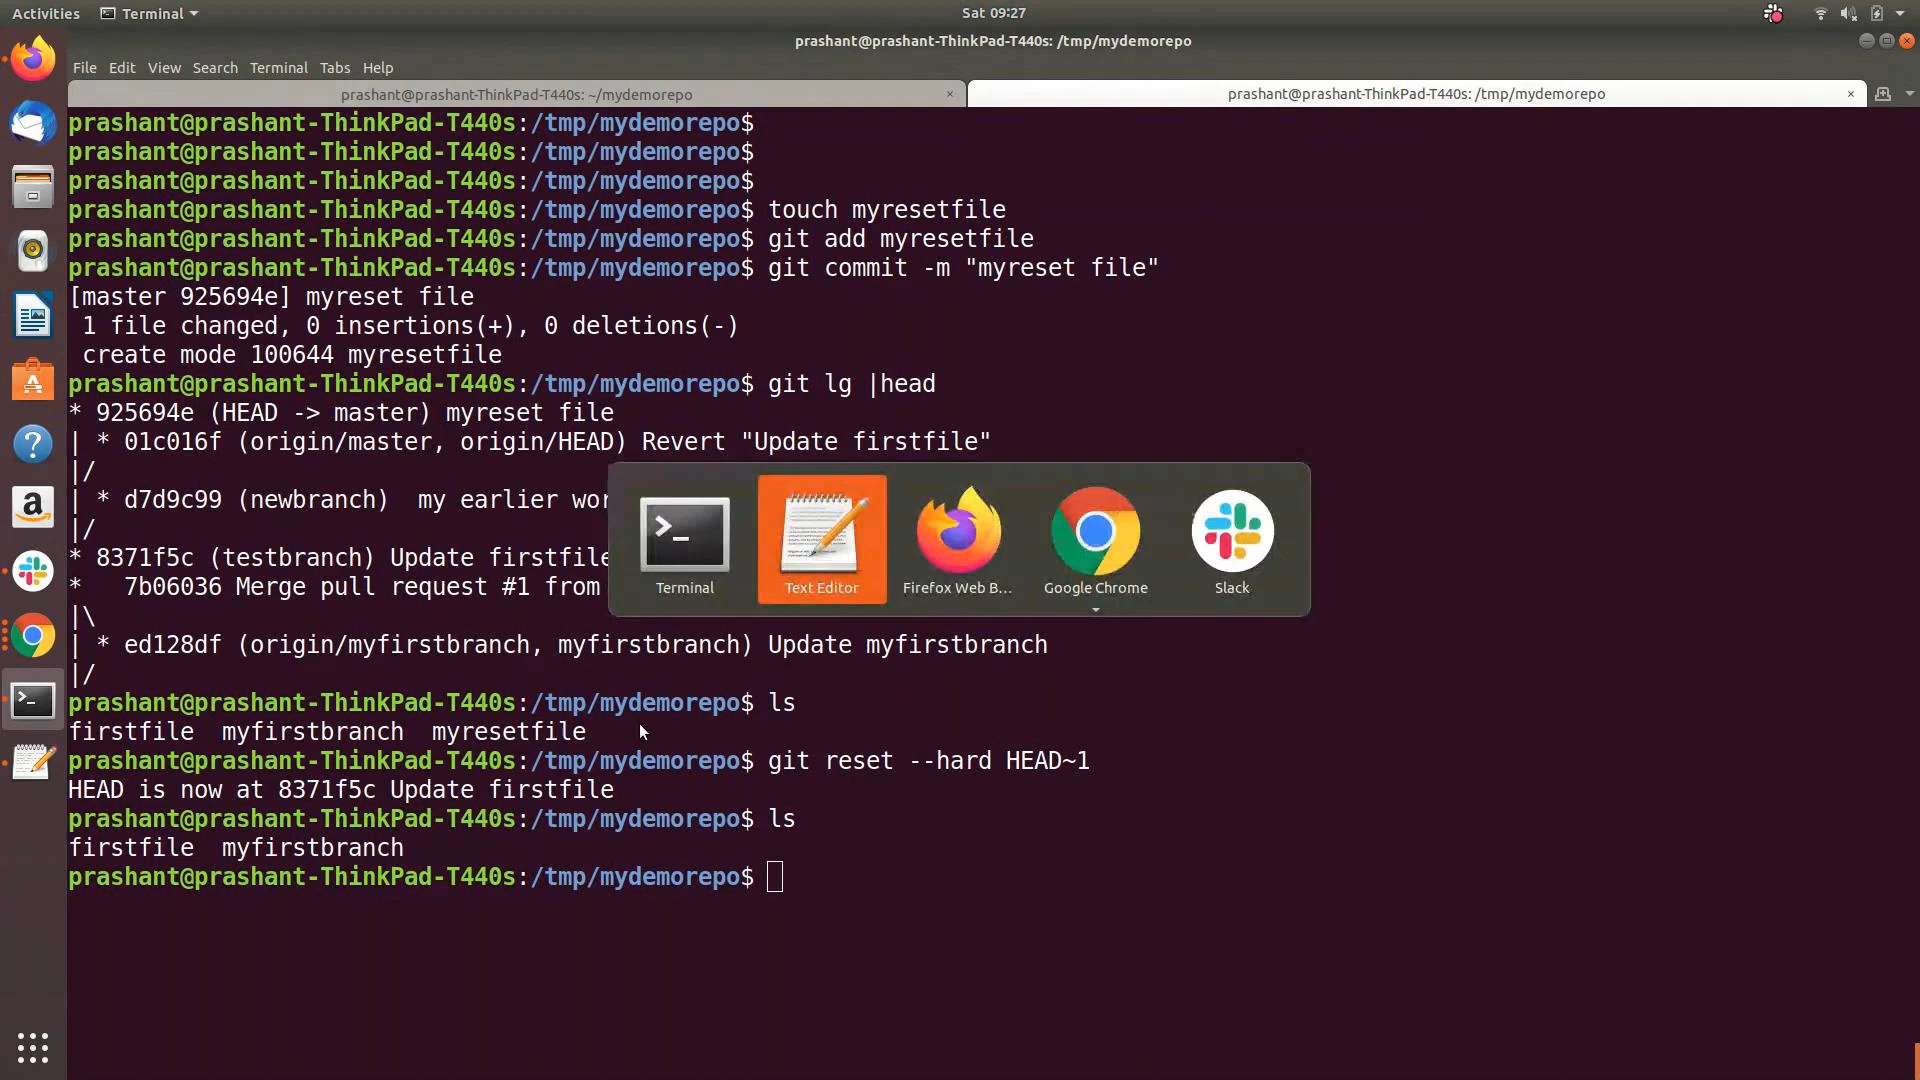 Activities Terminal Sat 09:27
prashant@prashant-ThinkPad-T440s: /tmp/mydemorepo
File Edit View Search Terminal Tabs Help
prashant@prashant-ThinkPad-T440s: ~/mydemorepo × prashant@prashant-ThinkPad-T440s: /tmp/mydemorepo ×
prashant@prashant-ThinkPad-T440s:/tmp/mydemorepo$
prashant@prashant-ThinkPad-T440s:/tmp/mydemorepo$
prashant@prashant-ThinkPad-T440s:/tmp/mydemorepo$
prashant@prashant-ThinkPad-T440s:/tmp/mydemorepo$ touch myresetfile
prashant@prashant-ThinkPad-T440s:/tmp/mydemorepo$ git add myresetfile
prashant@prashant-ThinkPad-T440s:/tmp/mydemorepo$ git commit -m "myreset file"
[master 925694e] myreset file
 1 file changed, 0 insertions(+), 0 deletions(-)
 create mode 100644 myresetfile
prashant@prashant-ThinkPad-T440s:/tmp/mydemorepo$ git lg |head
* 925694e (HEAD -> master) myreset file
| * 01c016f (origin/master, origin/HEAD) Revert "Update firstfile"
|/
| * d7d9c99 (newbranch)  my earlier wor
|/
* 8371f5c (testbranch) Update firstfile
*   7b06036 Merge pull request #1 from
|\
| * ed128df (origin/myfirstbranch, myfirstbranch) Update myfirstbranch
|/
Terminal Text Editor Firefox Web B... Google Chrome Slack
prashant@prashant-ThinkPad-T440s:/tmp/mydemorepo$ ls
firstfile  myfirstbranch  myresetfile
prashant@prashant-ThinkPad-T440s:/tmp/mydemorepo$ git reset --hard HEAD~1
HEAD is now at 8371f5c Update firstfile
prashant@prashant-ThinkPad-T440s:/tmp/mydemorepo$ ls
firstfile  myfirstbranch
prashant@prashant-ThinkPad-T440s:/tmp/mydemorepo$